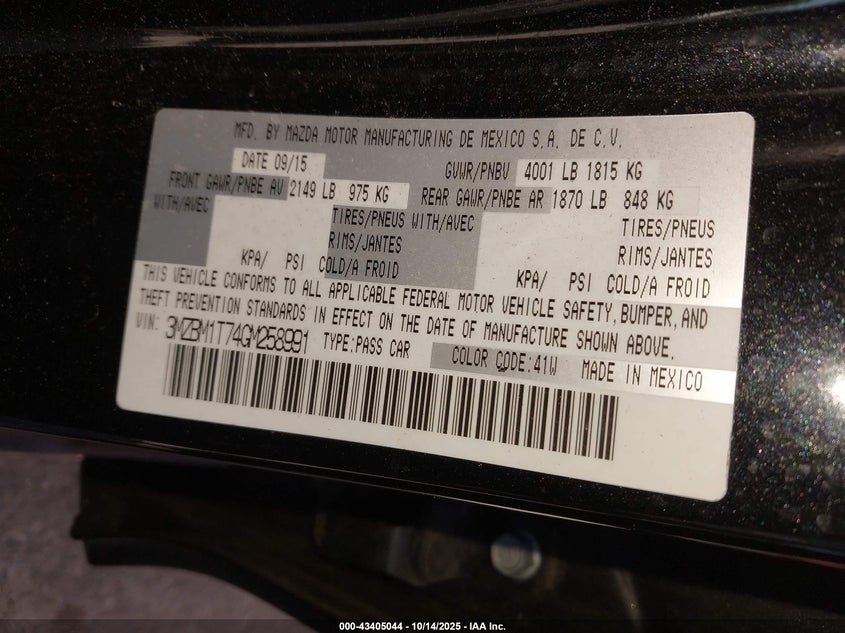 MFD. BY MAZDA MOTOR MANUFACTURING DE MEXICO S.A. DE C.V.
DATE 09/15 GVWR/PNBV 4001 LB 1815 KG
FRONT GAWR/PNBE AV 2149 LB 975 KG REAR GAWR/PNBE AR 1870 LB 848 KG
WITH/AVEC TIRES/PNEUS WITH/AVEC TIRES/PNEUS
RIMS/JANTES RIMS/JANTES
KPA/ PSI COLD/A FROID KPA/ PSI COLD/A FROID
THIS VEHICLE CONFORMS TO ALL APPLICABLE FEDERAL MOTOR VEHICLE SAFETY, BUMPER, AND
THEFT PREVENTION STANDARDS IN EFFECT ON THE DATE OF MANUFACTURE SHOWN ABOVE.
VIN: 3MZBM1T74GM258991 TYPE:PASS CAR COLOR CODE:41W MADE IN MEXICO
000-43405044 - 10/14/2025 - IAA Inc.